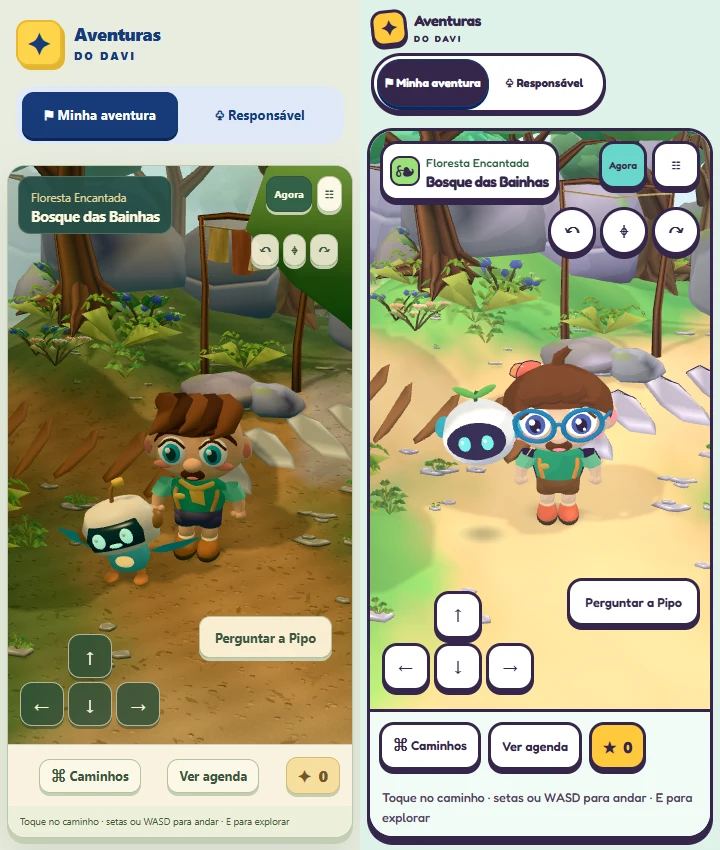 Aventuras
DO DAVI
Minha aventura
Responsável
Floresta Encantada
Bosque das Bainhas
Agora
Perguntar a Pipo
Caminhos
Ver agenda
0
Toque no caminho · setas ou WASD para andar · E para explorar
Aventuras
DO DAVI
Minha aventura
Responsável
Floresta Encantada
Bosque das Bainhas
Agora
Perguntar a Pipo
Caminhos
Ver agenda
0
Toque no caminho · setas ou WASD para andar · E para
explorar